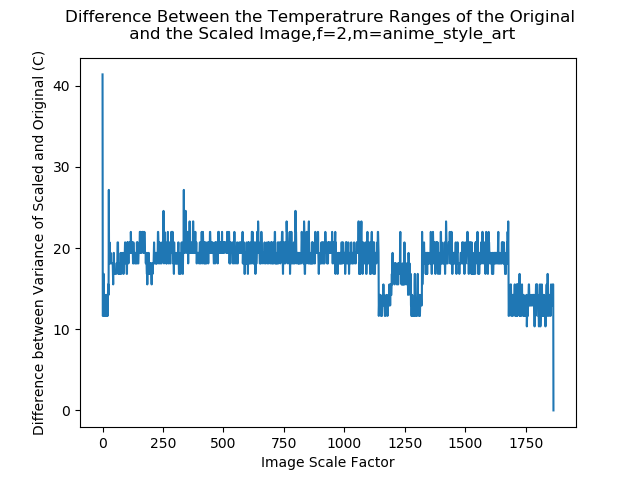 Difference Between the Temperatrure Ranges of the Original
and the Scaled Image,f=2,m=anime_style_art
Difference between Variance of Scaled and Original (C)
40
30
20
10
0
0 250 500 750 1000 1250 1500 1750
Image Scale Factor